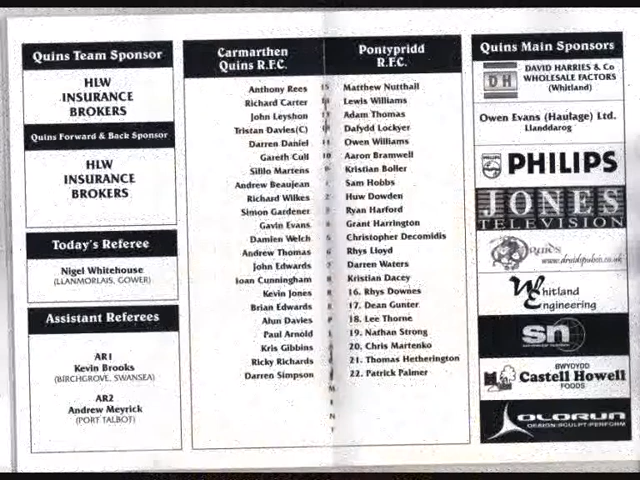 Quins Team Sponsor
HLW
INSURANCE
BROKERS
Quins Forward & Back Sponsor
HLW
INSURANCE
BROKERS
Today's Referee
Nigel Whitehouse
(LLANMORLAIS, GOWER)
Assistant Referees
AR1
Kevin Brooks
(BIRCHGROVE, SWANSEA)
AR2
Andrew Meyrick
(PORT TALBOT)
Carmarthen
Quins R.F.C.
Anthony Rees
Richard Carter
John Leyshon
Tristan Davies(C)
Darren Daniel
Gareth Cull
Sililo Martens
Andrew Beaujean
Richard Wilkes
Simon Gardener
Gavin Evans
Damien Welch
Andrew Thomas
John Edwards
Ioan Cunningham
Kevin Jones
Brian Edwards
Alun Davies
Paul Arnold
Kris Gibbins
Ricky Richards
Darren Simpson
Pontypridd
R.F.C.
15 Matthew Nutthall
Lewis Williams
Adam Thomas
Dafydd Lockyer
11 Owen Williams
10 Aaron Bramwell
Kristian Boller
Sam Hobbs
Huw Dowden
Ryan Harford
Grant Harrington
Christopher Decomidis
Rhys Lloyd
Darren Waters
Kristian Dacey
16. Rhys Downes
17. Dean Gunter
18. Lee Thorne
19. Nathan Strong
20. Chris Martenko
21. Thomas Hetherington
22. Patrick Palmer
Quins Main Sponsors
DH
DAVID HARRIES & Co
WHOLESALE FACTORS
(Whitland)
Owen Evans (Haulage) Ltd.
Llanddarog
PHILIPS
JONES
TELEVISION
www.druidspubis.co.uk
Whitland
Engineering
sn
BWYDYDD
Castell Howell
FOODS
OLORUN
DESIGN:SCULPT:PERFORM